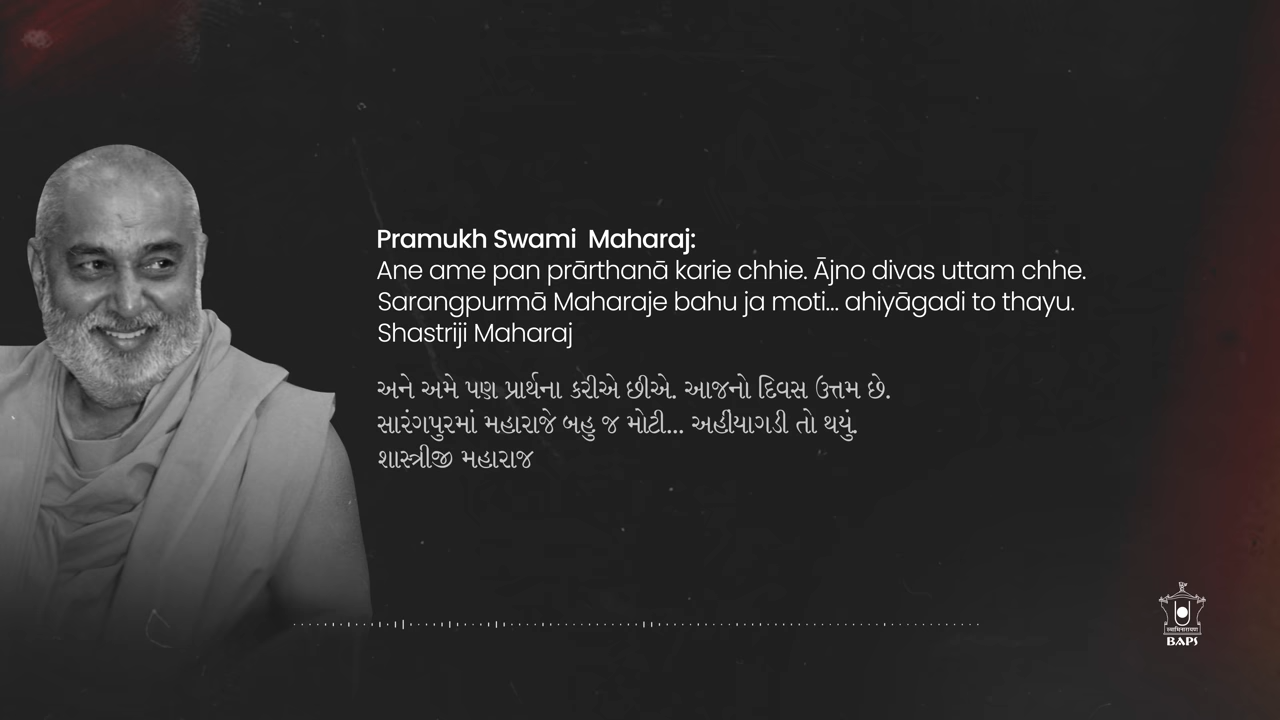 Pramukh Swami Maharaj:
Ane ame pan prārthanā karie chhie. Ājno divas uttam chhe.
Sarangpurmā Maharaje bahu ja moti... ahiyāgadi to thayu.
Shastriji Maharaj
અને અમે પણ પ્રાર્થના કરીએ છીએ. આજનો દિવસ ઉત્તમ છે.
સારંગપુરમાં મહારાજે બહુ જ મોટી... અહીંયાગડી તો થયું.
શાસ્ત્રીજી મહારાજ
स्वामिनारायण
BAPS